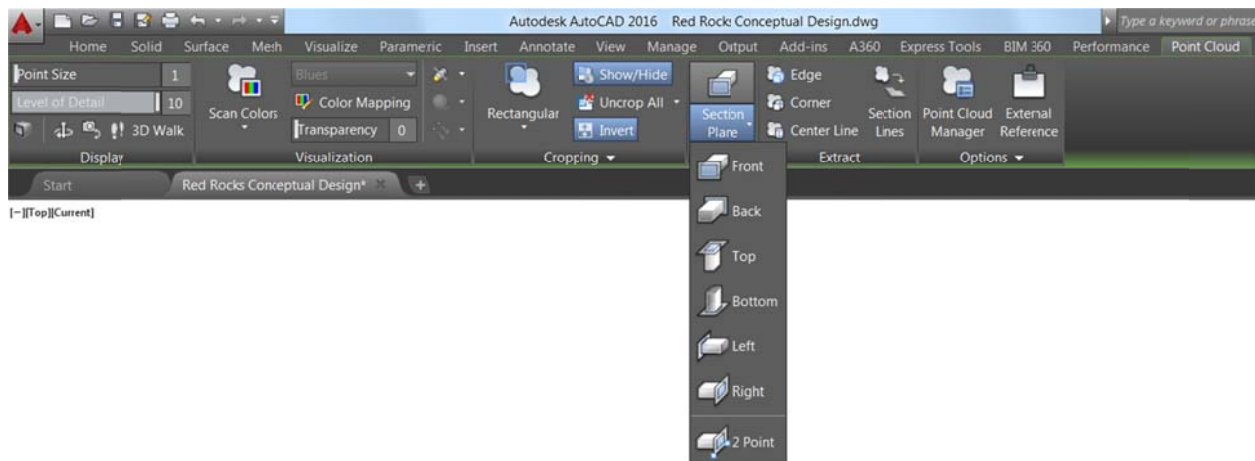 Autodesk AutoCAD 2016 Red Rocks Conceptual Design.dwg Type a keyword or phrase
Home Solid Surface Mesh Visualize Parameric Insert Annotate View Manage Output Add-ins A360 Express Tools BIM 360 Performance Point Cloud
Point Size 1
Level of Detail 10
3D Walk
Display
Scan Colors
Blues
Color Mapping
Transparency 0
Visualization
Rectangular
Show/Hide
Uncrop All
Invert
Cropping
Section
Plane
Edge
Corner
Center Line
Section
Lines
Extract
Point Cloud
Manager
External
Reference
Options
Start Red Rocks Conceptual Design*
[−][Top][Current]
Front
Back
Top
Bottom
Left
Right
2 Point